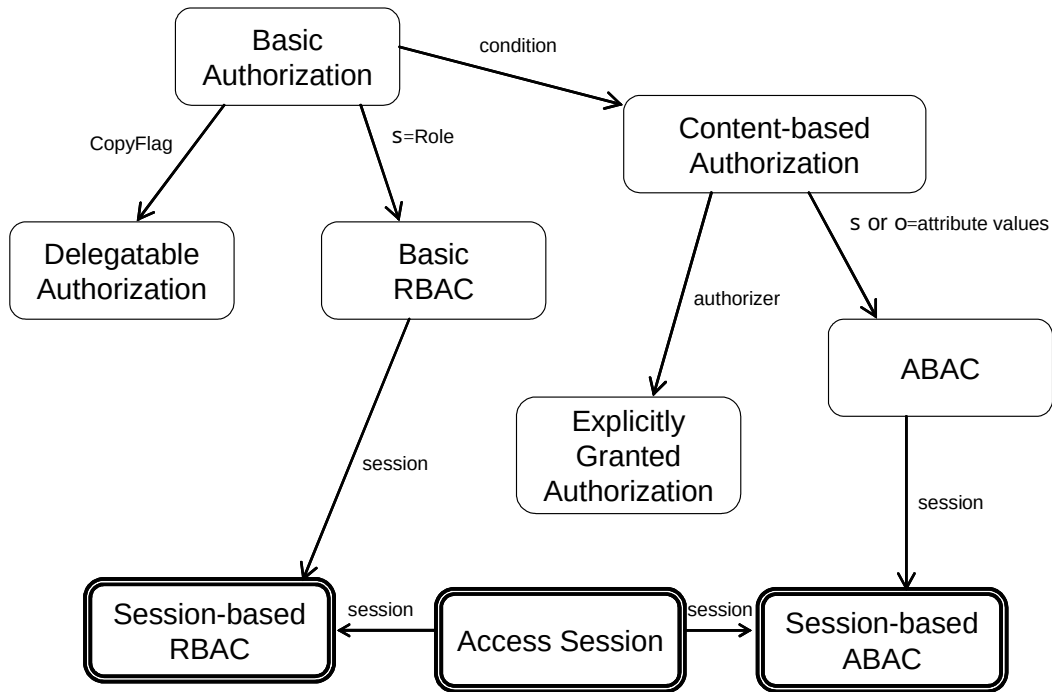 Basic
Authorization
condition
Content-based
Authorization
CopyFlag
s=Role
s or o=attribute values
Delegatable
Authorization
Basic
RBAC
authorizer
ABAC
Explicitly
Granted
Authorization
session
session
Session-based
RBAC
session
Access Session
session
Session-based
ABAC